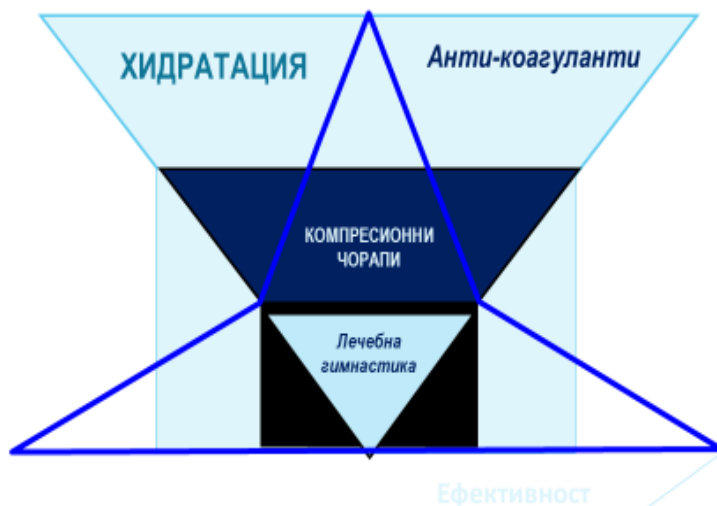 ХИДРАТАЦИЯ
Анти-коагуланти
КОМПРЕСИОННИ
ЧОРАПИ
Лечебна
гимнастика
Ефективност